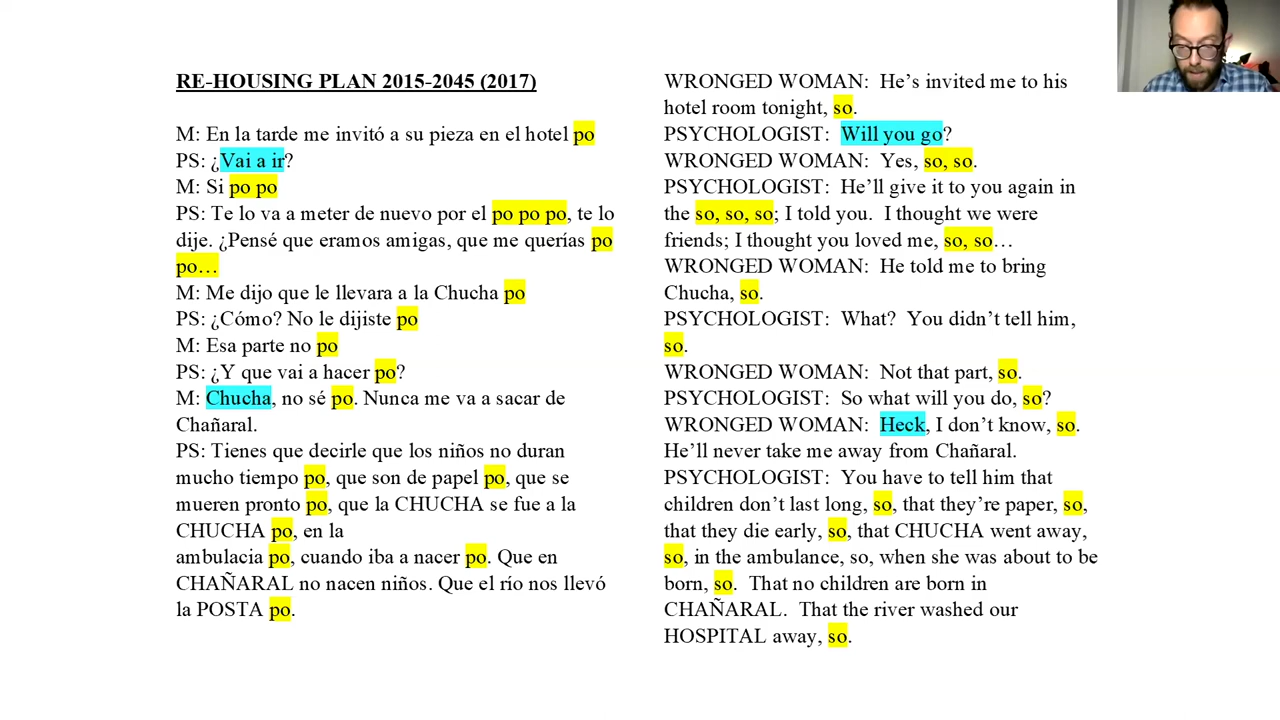 RE-HOUSING PLAN 2015-2045 (2017)
M: En la tarde me invitó a su pieza en el hotel po
PS: ¿Vai a ir?
M: Si po po
PS: Te lo va a meter de nuevo por el po po po, te lo
dije. ¿Pensé que eramos amigas, que me querías po
po…
M: Me dijo que le llevara a la Chucha po
PS: ¿Cómo? No le dijiste po
M: Esa parte no po
PS: ¿Y que vai a hacer po?
M: Chucha, no sé po. Nunca me va a sacar de
Chañaral.
PS: Tienes que decirle que los niños no duran
mucho tiempo po, que son de papel po, que se
mueren pronto po, que la CHUCHA se fue a la
CHUCHA po, en la
ambulacia po, cuando iba a nacer po. Que en
CHAÑARAL no nacen niños. Que el río nos llevó
la POSTA po.
WRONGED WOMAN: He’s invited me to his
hotel room tonight, so.
PSYCHOLOGIST: Will you go?
WRONGED WOMAN: Yes, so, so.
PSYCHOLOGIST: He’ll give it to you again in
the so, so, so; I told you. I thought we were
friends; I thought you loved me, so, so…
WRONGED WOMAN: He told me to bring
Chucha, so.
PSYCHOLOGIST: What? You didn’t tell him,
so.
WRONGED WOMAN: Not that part, so.
PSYCHOLOGIST: So what will you do, so?
WRONGED WOMAN: Heck, I don’t know, so.
He’ll never take me away from Chañaral.
PSYCHOLOGIST: You have to tell him that
children don’t last long, so, that they’re paper, so,
that they die early, so, that CHUCHA went away,
so, in the ambulance, so, when she was about to be
born, so. That no children are born in
CHAÑARAL. That the river washed our
HOSPITAL away, so.